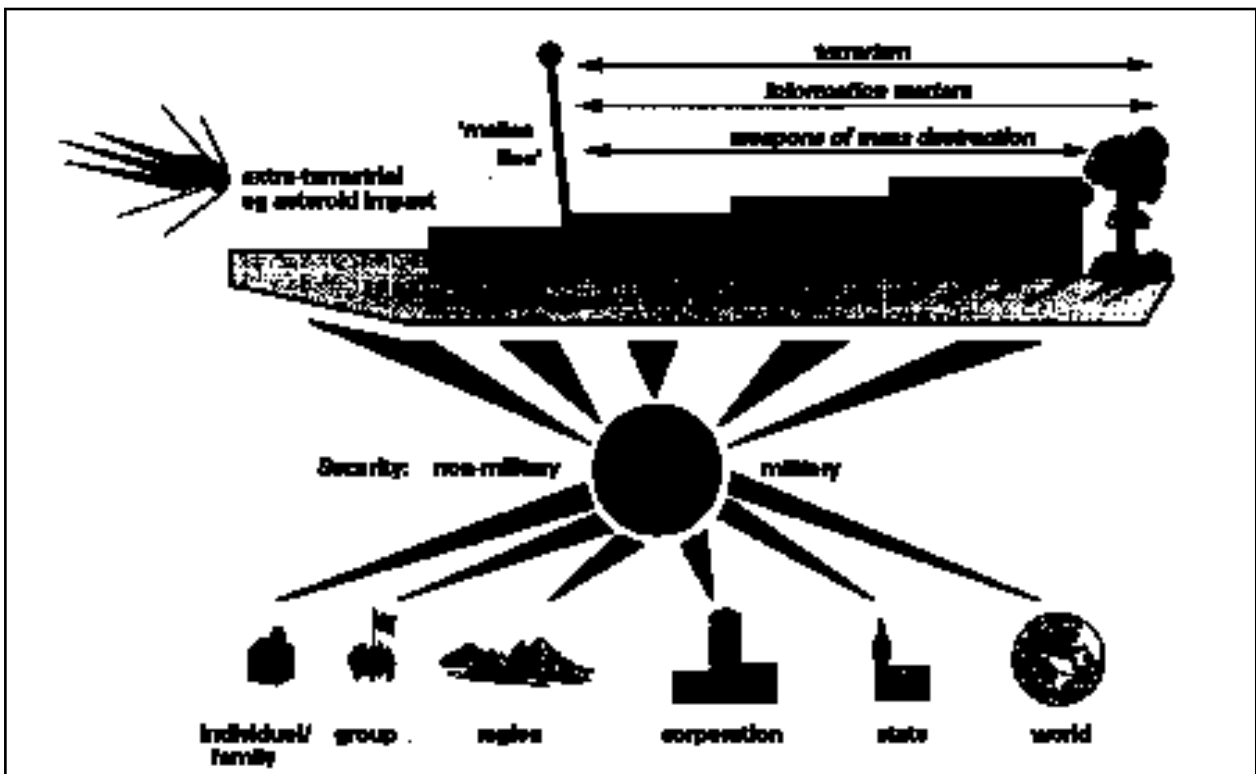 terrorism
information warfare
weapons of mass destruction
'malice
line'
extra-terrestrial
eg asteroid impact
Security: non-military military
individual/
family
group
region
corporation
state
world